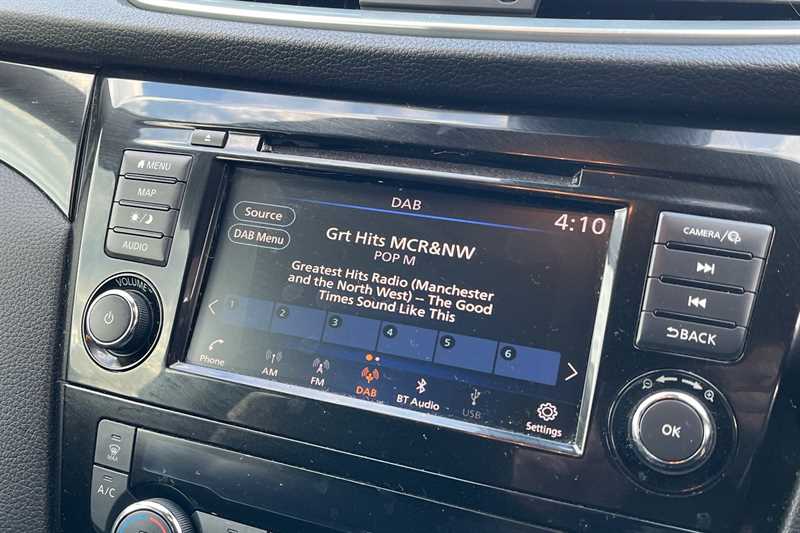 MENU
MAP
AUDIO
VOLUME
MAX
A/C
DAB
4:10
Source
DAB Menu
Grt Hits MCR&NW
POP M
Greatest Hits Radio (Manchester
and the North West) – The Good
Times Sound Like This
1 2 3 4 5 6
Phone AM FM DAB BT Audio USB Settings
CAMERA/
BACK
OK